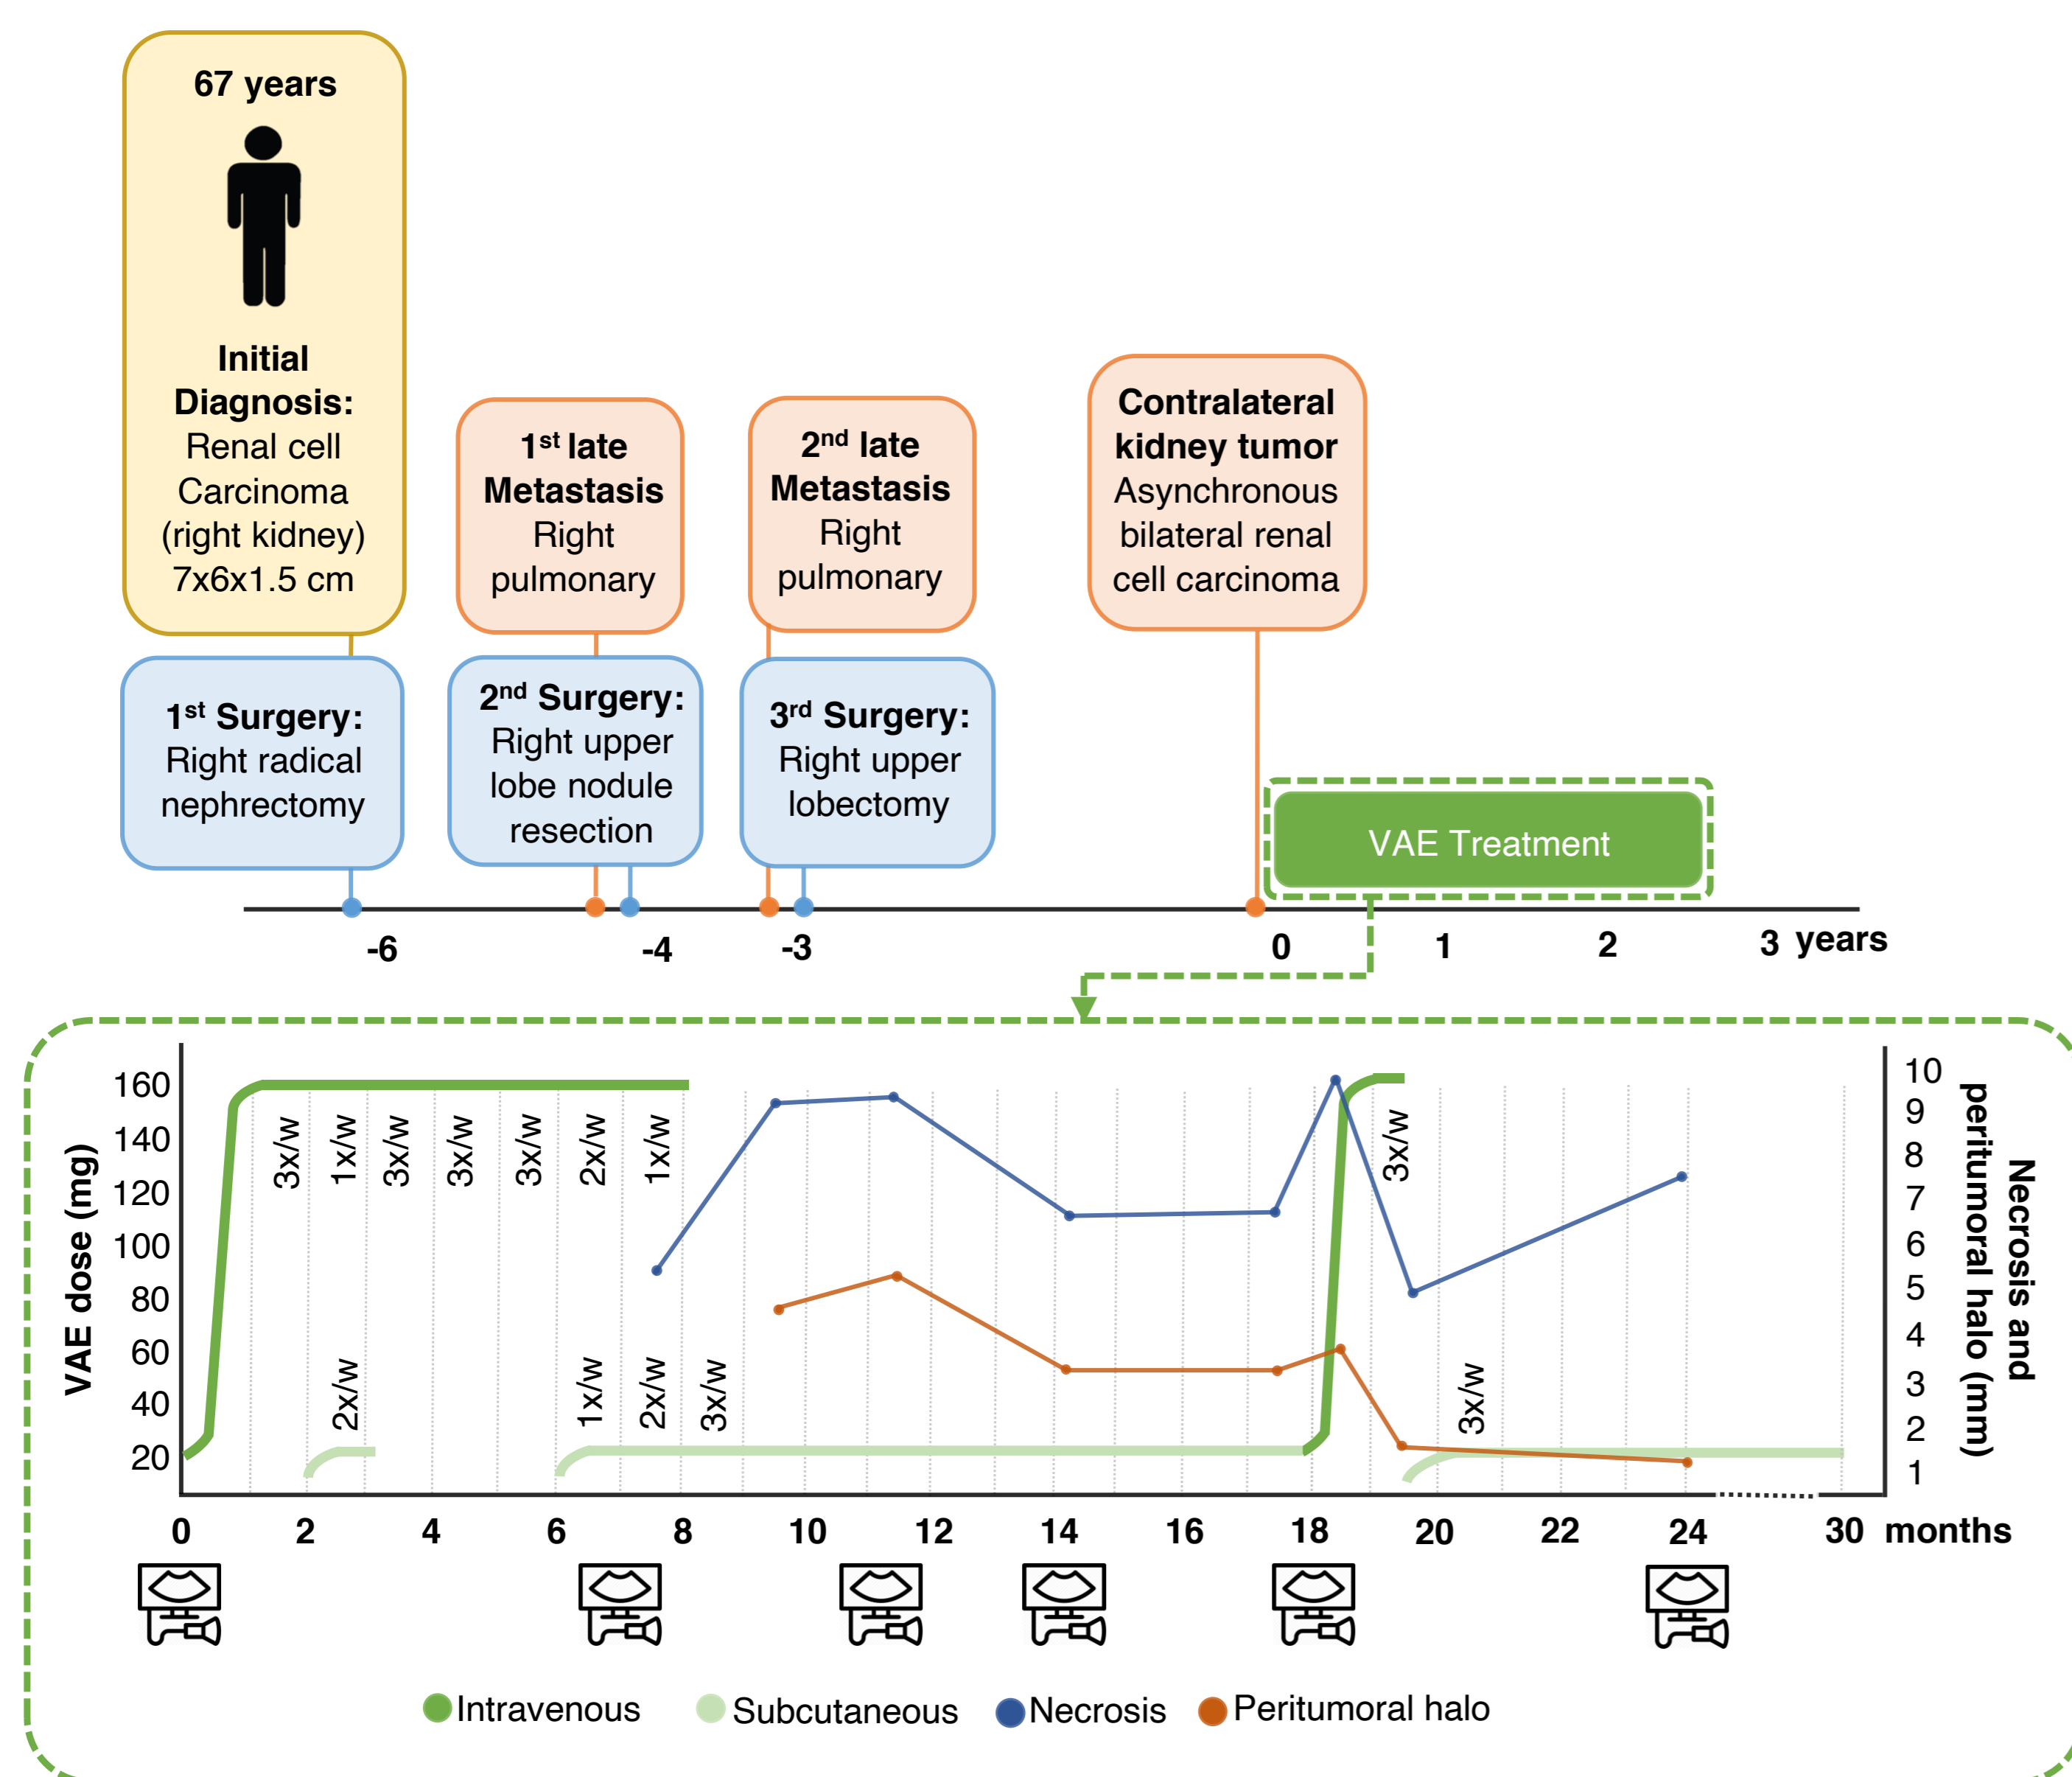 67 years
Initial
Diagnosis:
Renal cell
Carcinoma
(right kidney)
7x6x1.5 cm
1st late
Metastasis
Right
pulmonary
2nd late
Metastasis
Right
pulmonary
Contralateral
kidney tumor
Asynchronous
bilateral renal
cell carcinoma
1st Surgery:
Right radical
nephrectomy
2nd Surgery:
Right upper
lobe nodule
resection
3rd Surgery:
Right upper
lobectomy
VAE Treatment
-6
-4
-3
0
1
2
3 years
VAE dose (mg)
160
140
120
100
80
60
40
20
3x/w
1x/w
3x/w
3x/w
3x/w
2x/w
1x/w
3x/w
2x/w
1x/w
2x/w
3x/w
3x/w
10
9
8
7
6
5
4
3
2
1
Necrosis and
peritumoral halo (mm)
0
2
4
6
8
10
12
14
16
18
20
22
24
30 months
Intravenous
Subcutaneous
Necrosis
Peritumoral halo